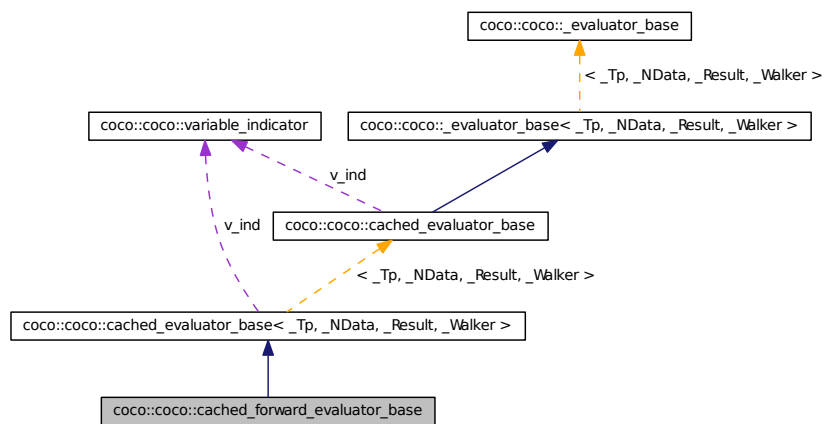 coco::coco::_evaluator_base
< _Tp, _NData, _Result, _Walker >
coco::coco::variable_indicator
coco::coco::_evaluator_base< _Tp, _NData, _Result, _Walker >
v_ind
coco::coco::cached_evaluator_base
v_ind
< _Tp, _NData, _Result, _Walker >
coco::coco::cached_evaluator_base< _Tp, _NData, _Result, _Walker >
coco::coco::cached_forward_evaluator_base